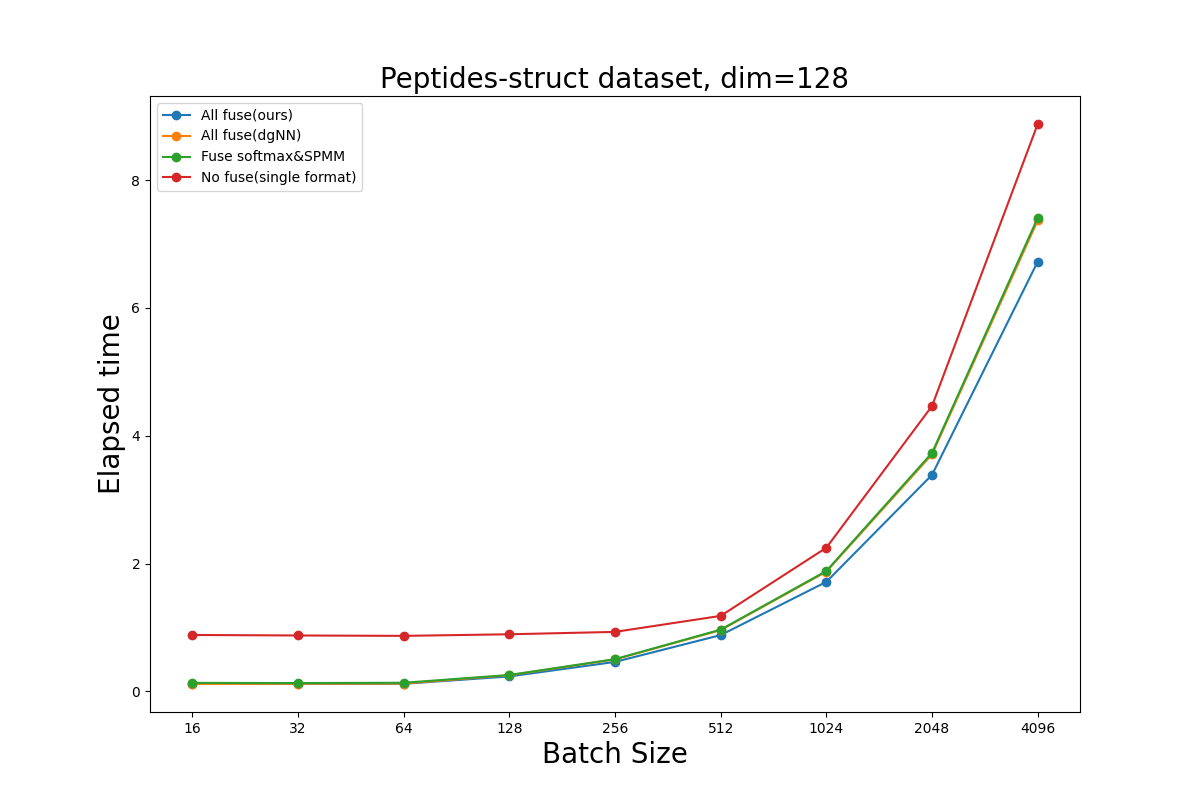 Peptides-struct dataset, dim=128
All fuse(ours)
All fuse(dgNN)
Fuse softmax&SPMM
No fuse(single format)
8
6
4
2
0
Elapsed time
16 32 64 128 256 512 1024 2048 4096
Batch Size